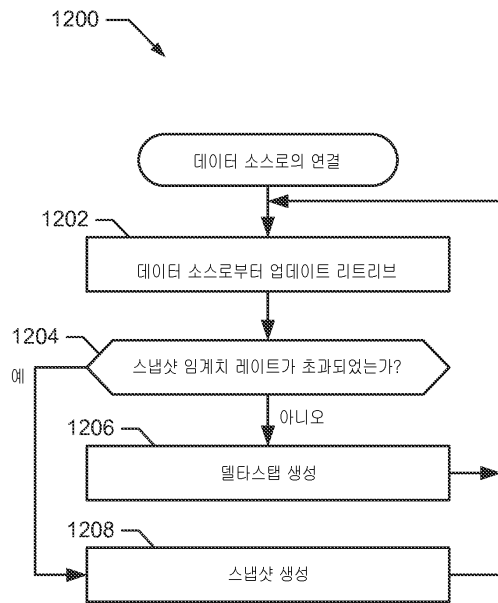 1200
데이터 소스로의 연결
1202
데이터 소스로부터 업데이트 리트리브
1204
스냅샷 임계치 레이트가 초과되었는가?
예
아니오
1206
델타스탭 생성
1208
스냅샷 생성